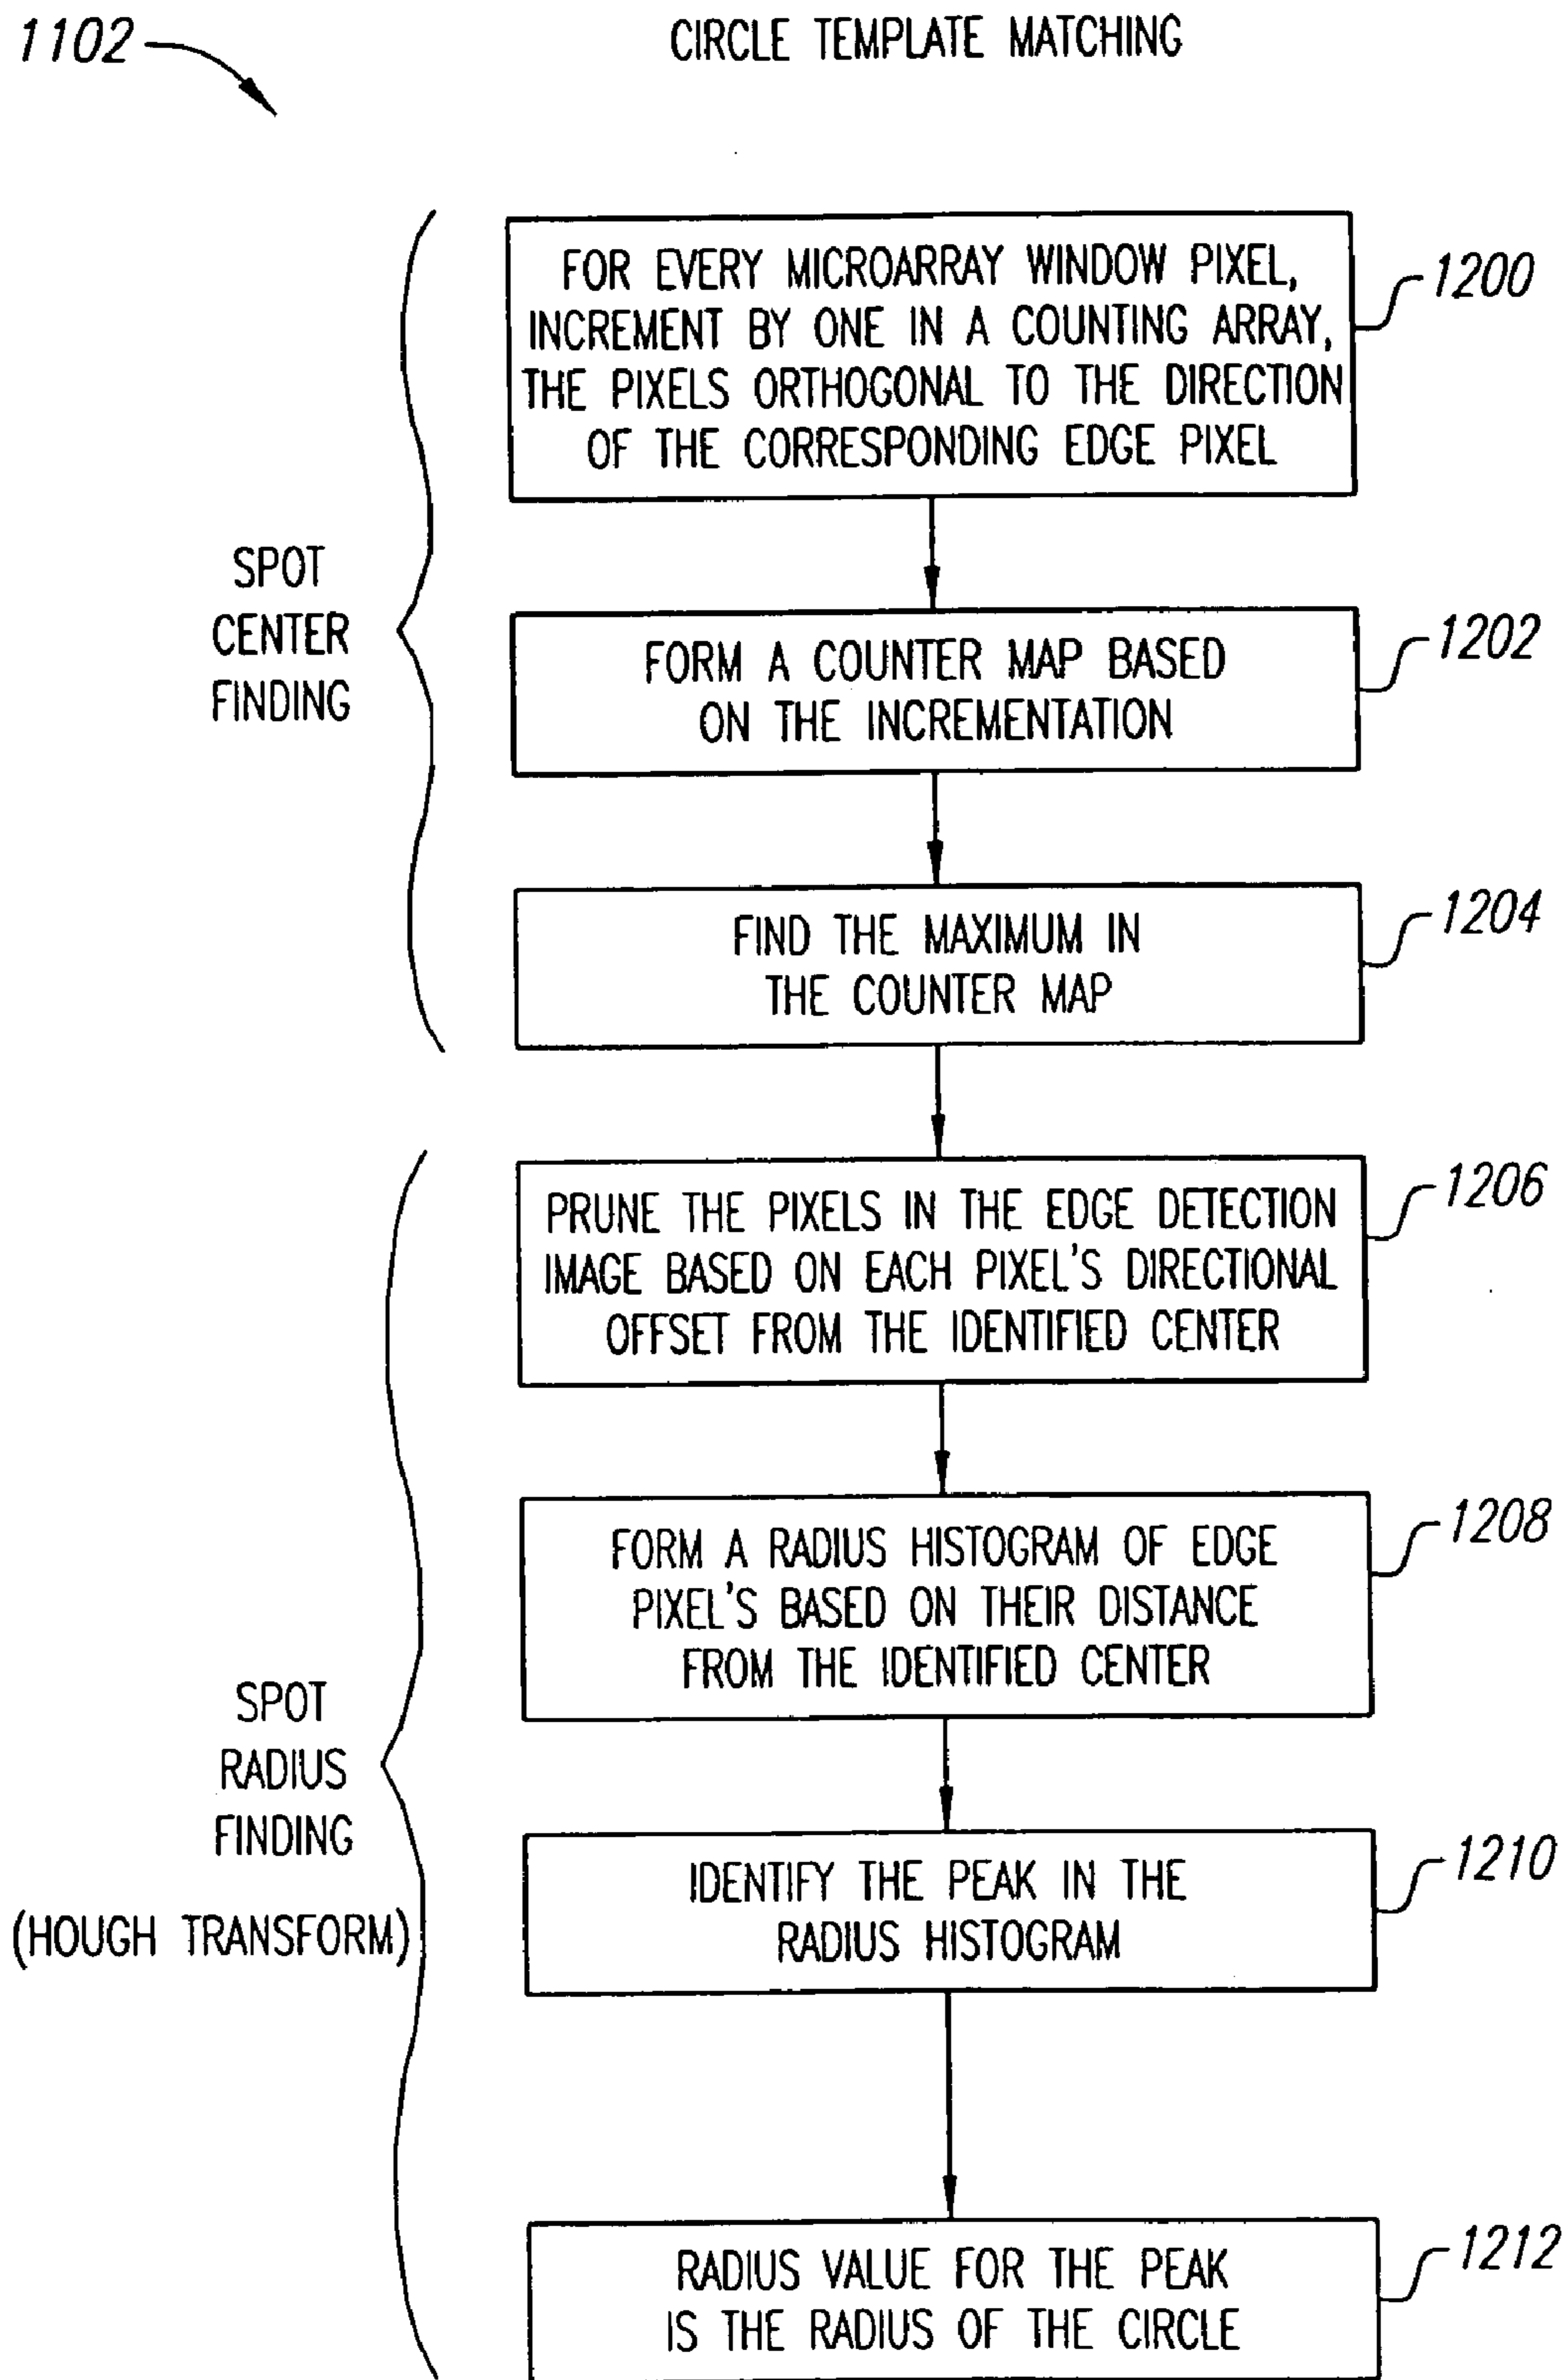 1102
CIRCLE TEMPLATE MATCHING
FOR EVERY MICROARRAY WINDOW PIXEL,
INCREMENT BY ONE IN A COUNTING ARRAY,
THE PIXELS ORTHOGONAL TO THE DIRECTION
OF THE CORRESPONDING EDGE PIXEL
1200
SPOT
CENTER
FINDING
FORM A COUNTER MAP BASED
ON THE INCREMENTATION
1202
FIND THE MAXIMUM IN
THE COUNTER MAP
1204
PRUNE THE PIXELS IN THE EDGE DETECTION
IMAGE BASED ON EACH PIXEL'S DIRECTIONAL
OFFSET FROM THE IDENTIFIED CENTER
1206
FORM A RADIUS HISTOGRAM OF EDGE
PIXEL'S BASED ON THEIR DISTANCE
FROM THE IDENTIFIED CENTER
1208
SPOT
RADIUS
FINDING
(HOUGH TRANSFORM)
IDENTIFY THE PEAK IN THE
RADIUS HISTOGRAM
1210
RADIUS VALUE FOR THE PEAK
IS THE RADIUS OF THE CIRCLE
1212